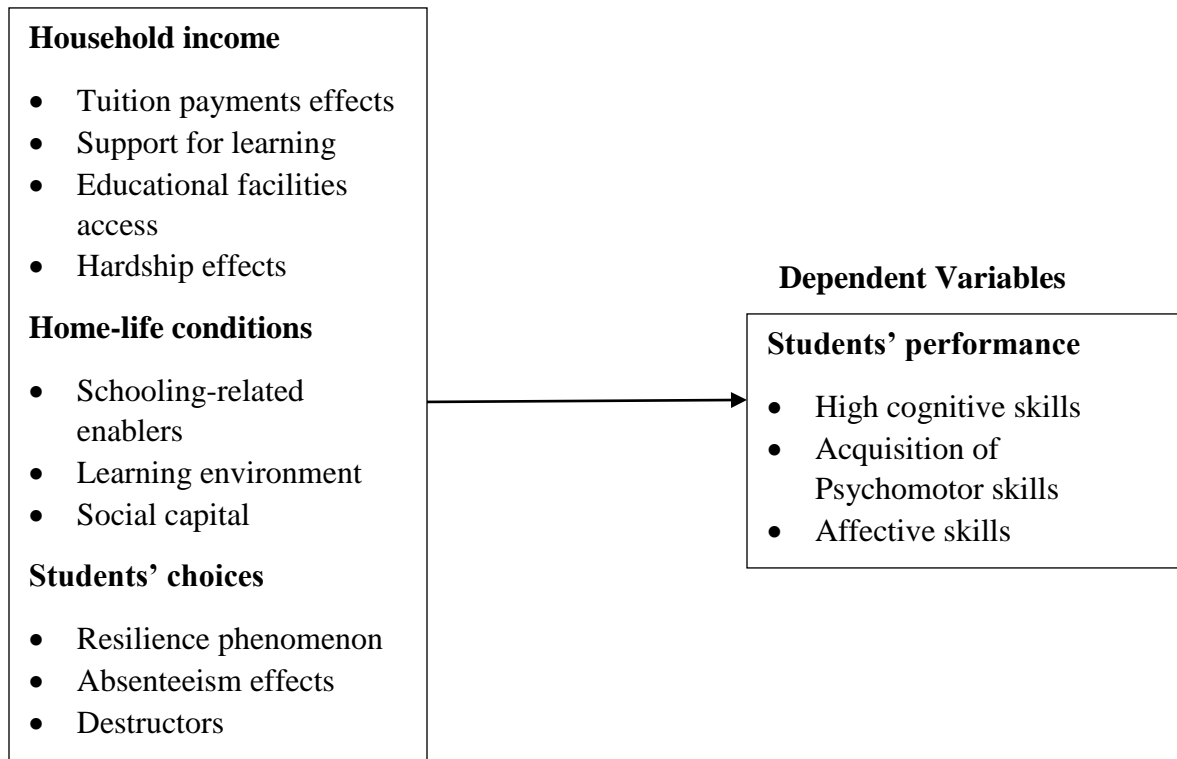 Household income
• Tuition payments effects
• Support for learning
• Educational facilities
access
• Hardship effects
Home-life conditions
• Schooling-related
enablers
• Learning environment
• Social capital
Students’ choices
• Resilience phenomenon
• Absenteeism effects
• Destructors
Dependent Variables
Students’ performance
• High cognitive skills
• Acquisition of
Psychomotor skills
• Affective skills